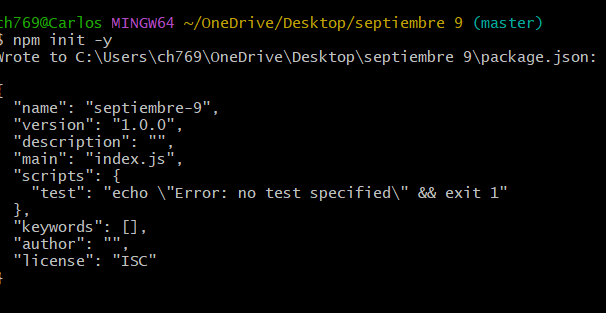 ch769@Carlos MINGW64 ~/OneDrive/Desktop/septiembre 9 (master)
$ npm init -y
Wrote to C:\Users\ch769\OneDrive\Desktop\septiembre 9\package.json:
{
"name": "septiembre-9",
"version": "1.0.0",
"description": "",
"main": "index.js",
"scripts": {
"test": "echo \"Error: no test specified\" && exit 1"
},
"keywords": [],
"author": "",
"license": "ISC"
}